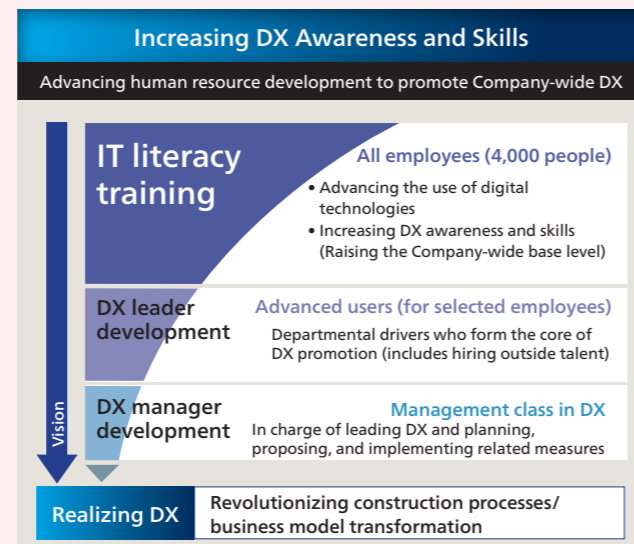 Increasing DX Awareness and Skills
Advancing human resource development to promote Company-wide DX
IT literacy
training
All employees (4,000 people)
• Advancing the use of digital
technologies
• Increasing DX awareness and skills
(Raising the Company-wide base level)
DX leader
development
Advanced users (for selected employees)
Departmental drivers who form the core of
DX promotion (includes hiring outside talent)
DX manager
development
Management class in DX
In charge of leading DX and planning,
proposing, and implementing related measures
Vision
Realizing DX
Revolutionizing construction processes/
business model transformation